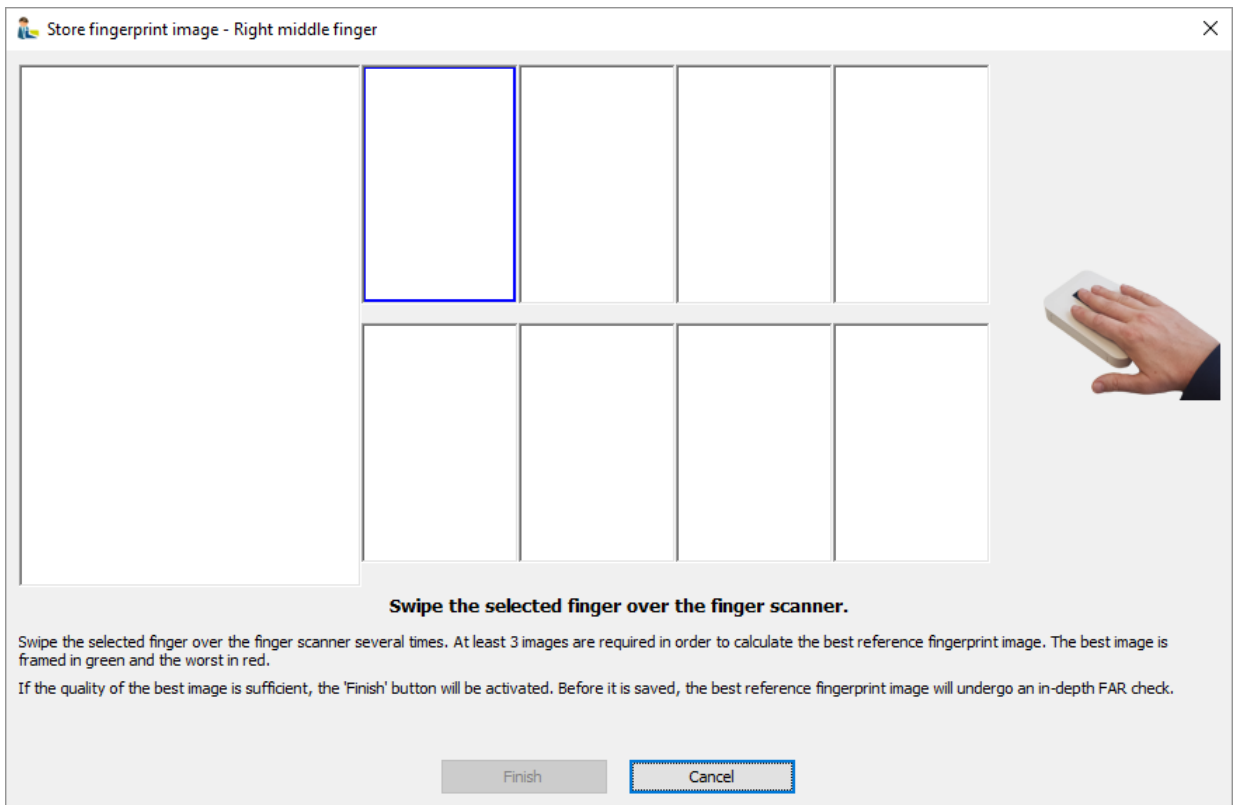 Store fingerprint image - Right middle finger
Swipe the selected finger over the finger scanner.
Swipe the selected finger over the finger scanner several times. At least 3 images are required in order to calculate the best reference fingerprint image. The best image is
framed in green and the worst in red.
If the quality of the best image is sufficient, the 'Finish' button will be activated. Before it is saved, the best reference fingerprint image will undergo an in-depth FAR check.
Finish
Cancel